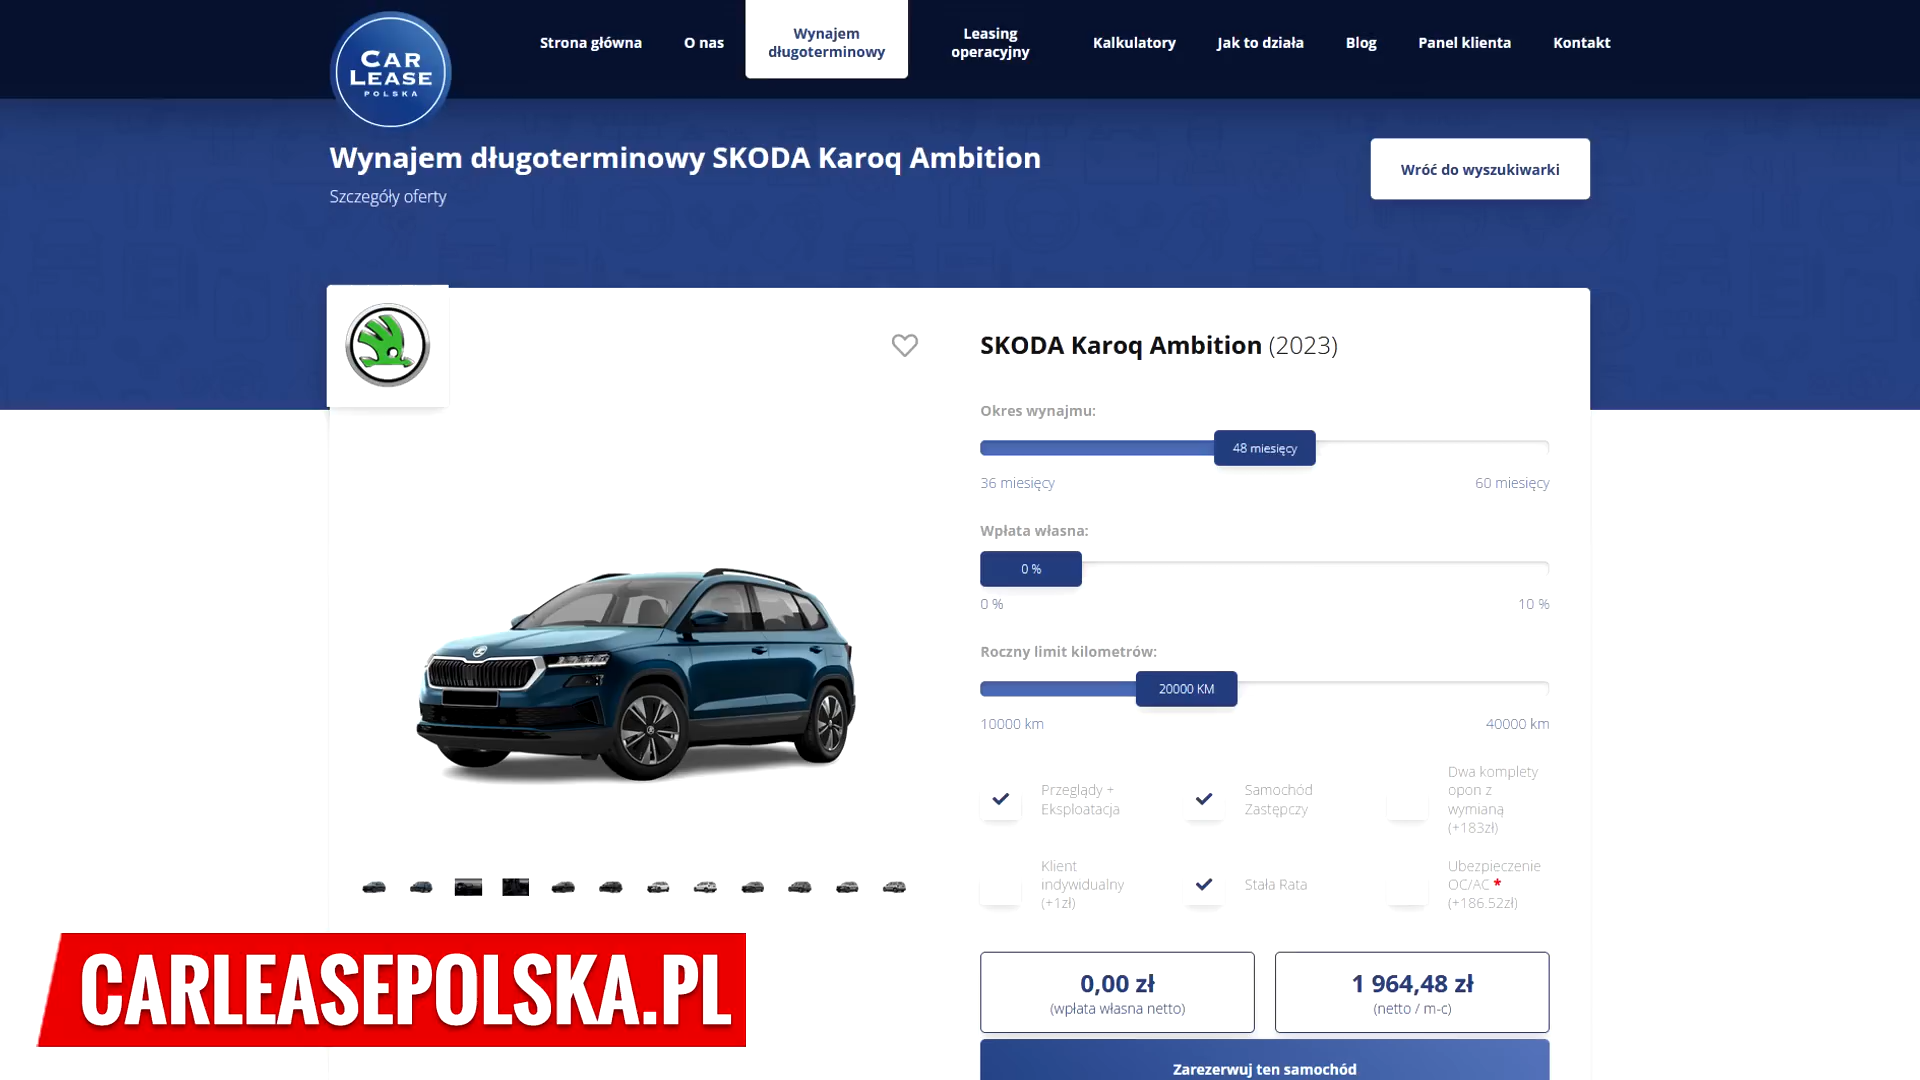 CAR
LEASE
POLSKA
Strona główna
O nas
Wynajem
długoterminowy
Leasing
operacyjny
Kalkulatory
Jak to działa
Blog
Panel klienta
Kontakt
Wynajem długoterminowy SKODA Karoq Ambition
Szczegóły oferty
Wróć do wyszukiwarki
SKODA Karoq Ambition (2023)
Okres wynajmu:
48 miesięcy
36 miesięcy
60 miesięcy
Wpłata własna:
0 %
0 %
10 %
Roczny limit kilometrów:
20000 KM
10000 km
40000 km
Przeglądy +
Eksploatacja
Samochód
Zastępczy
Dwa komplety
opon z
wymianą
(+183zł)
Klient
indywidualny
(+1zł)
Stała Rata
Ubezpieczenie
OC/AC *
(+186.52zł)
0,00 zł
(wpłata własna netto)
1 964,48 zł
(netto / m-c)
Zarezerwuj ten samochód
CARLEASEPOLSKA.PL